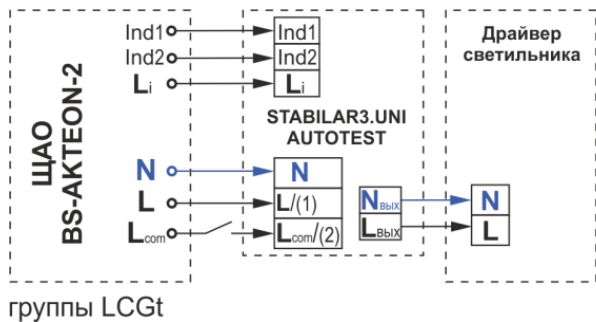 ЩАО
BS-AKTEON-2
Ind1
Ind2
Li
N
L
Lcom
Ind1
Ind2
Li
STABILAR3.UNI
AUTOTEST
N
L/(1)
Lcom/(2)
Nвых
Lвых
Драйвер
светильника
N
L
группы LCGt